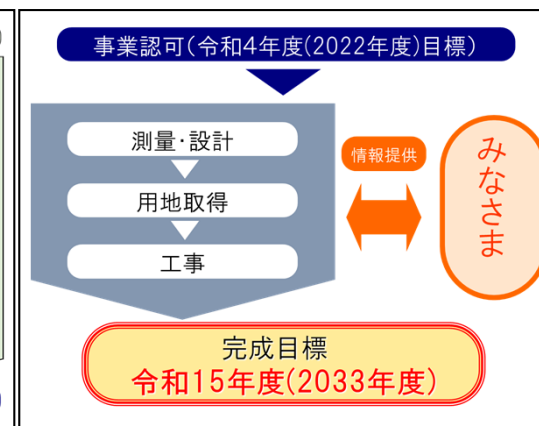 事業認可(令和4年度(2022年度)目標)
測量・設計
用地取得
工事
情報提供
みなさま
完成目標
令和15年度(2033年度)